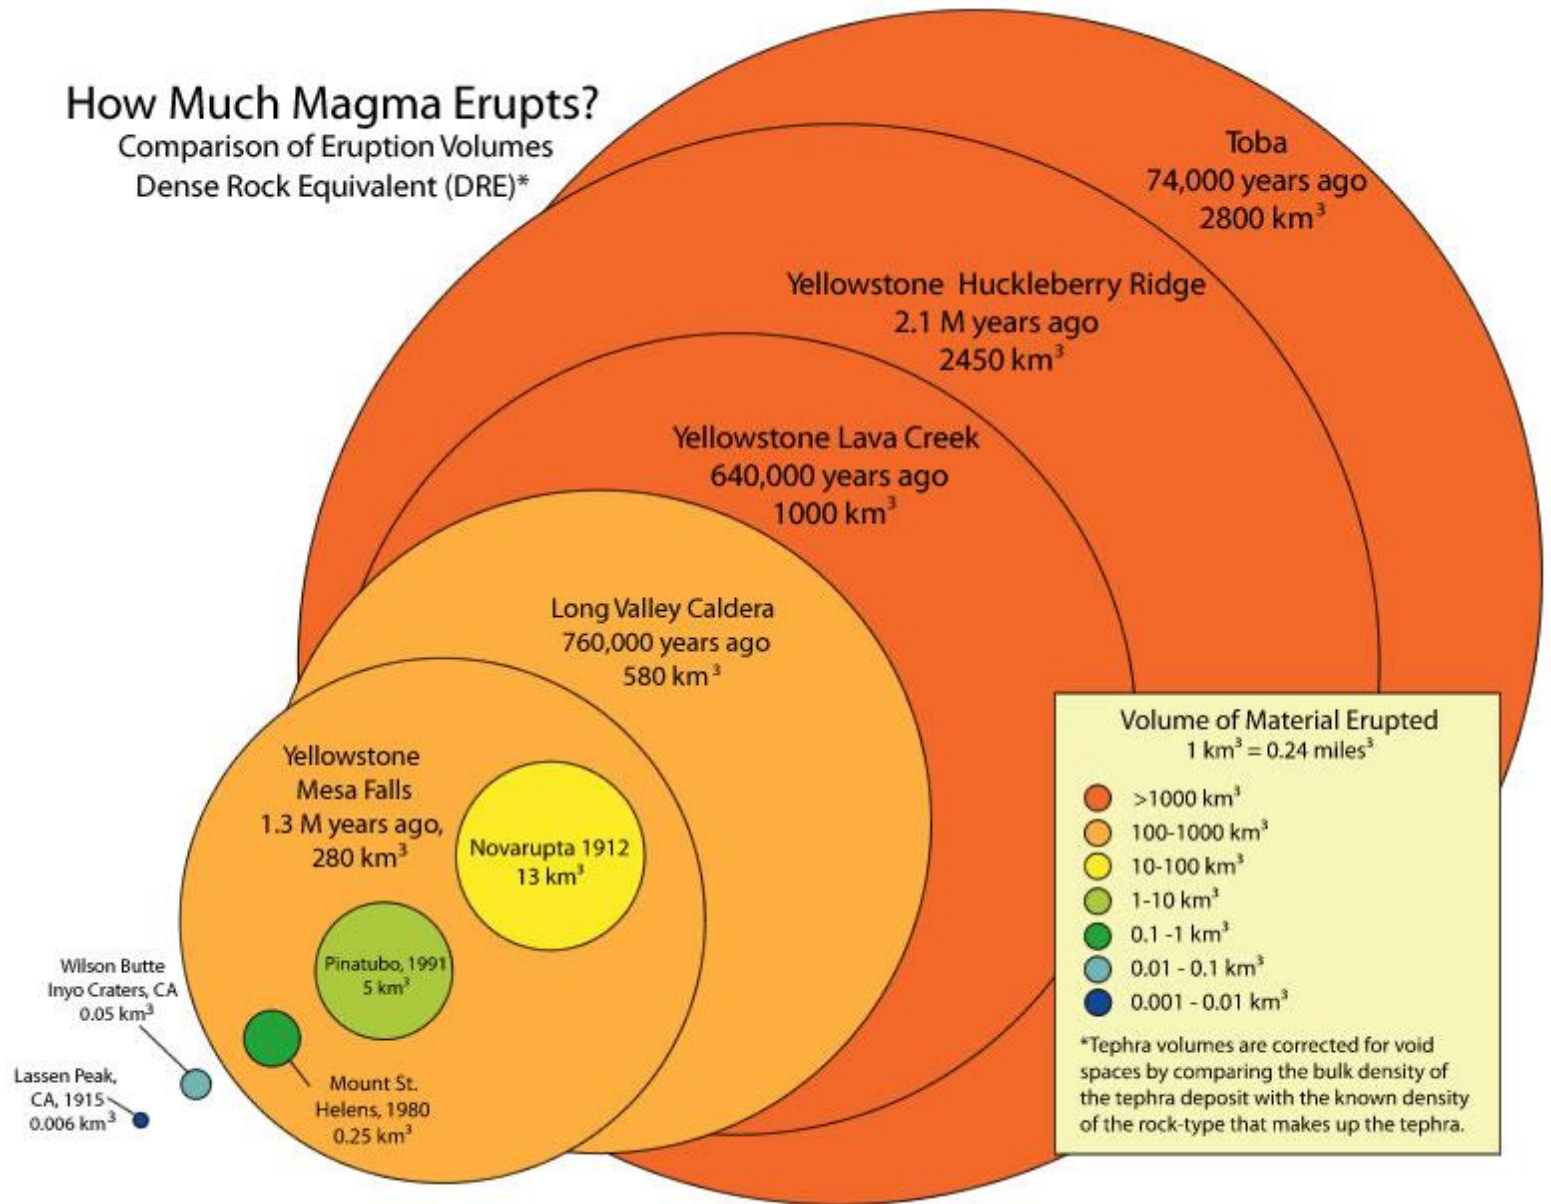 How Much Magma Erupts?
Comparison of Eruption Volumes
Dense Rock Equivalent (DRE)*
Toba
74,000 years ago
2800 km³
Yellowstone Huckleberry Ridge
2.1 M years ago
2450 km³
Yellowstone Lava Creek
640,000 years ago
1000 km³
Long Valley Caldera
760,000 years ago
580 km³
Yellowstone
Mesa Falls
1.3 M years ago,
280 km³
Novarupta 1912
13 km³
Pinatubo, 1991
5 km³
Wilson Butte
Inyo Craters, CA
0.05 km³
Lassen Peak,
CA, 1915
0.006 km³
Mount St.
Helens, 1980
0.25 km³
Volume of Material Erupted
1 km³ = 0.24 miles³
>1000 km³
100-1000 km³
10-100 km³
1-10 km³
0.1 -1 km³
0.01 - 0.1 km³
0.001 - 0.01 km³
*Tephra volumes are corrected for void
spaces by comparing the bulk density of
the tephra deposit with the known density
of the rock-type that makes up the tephra.